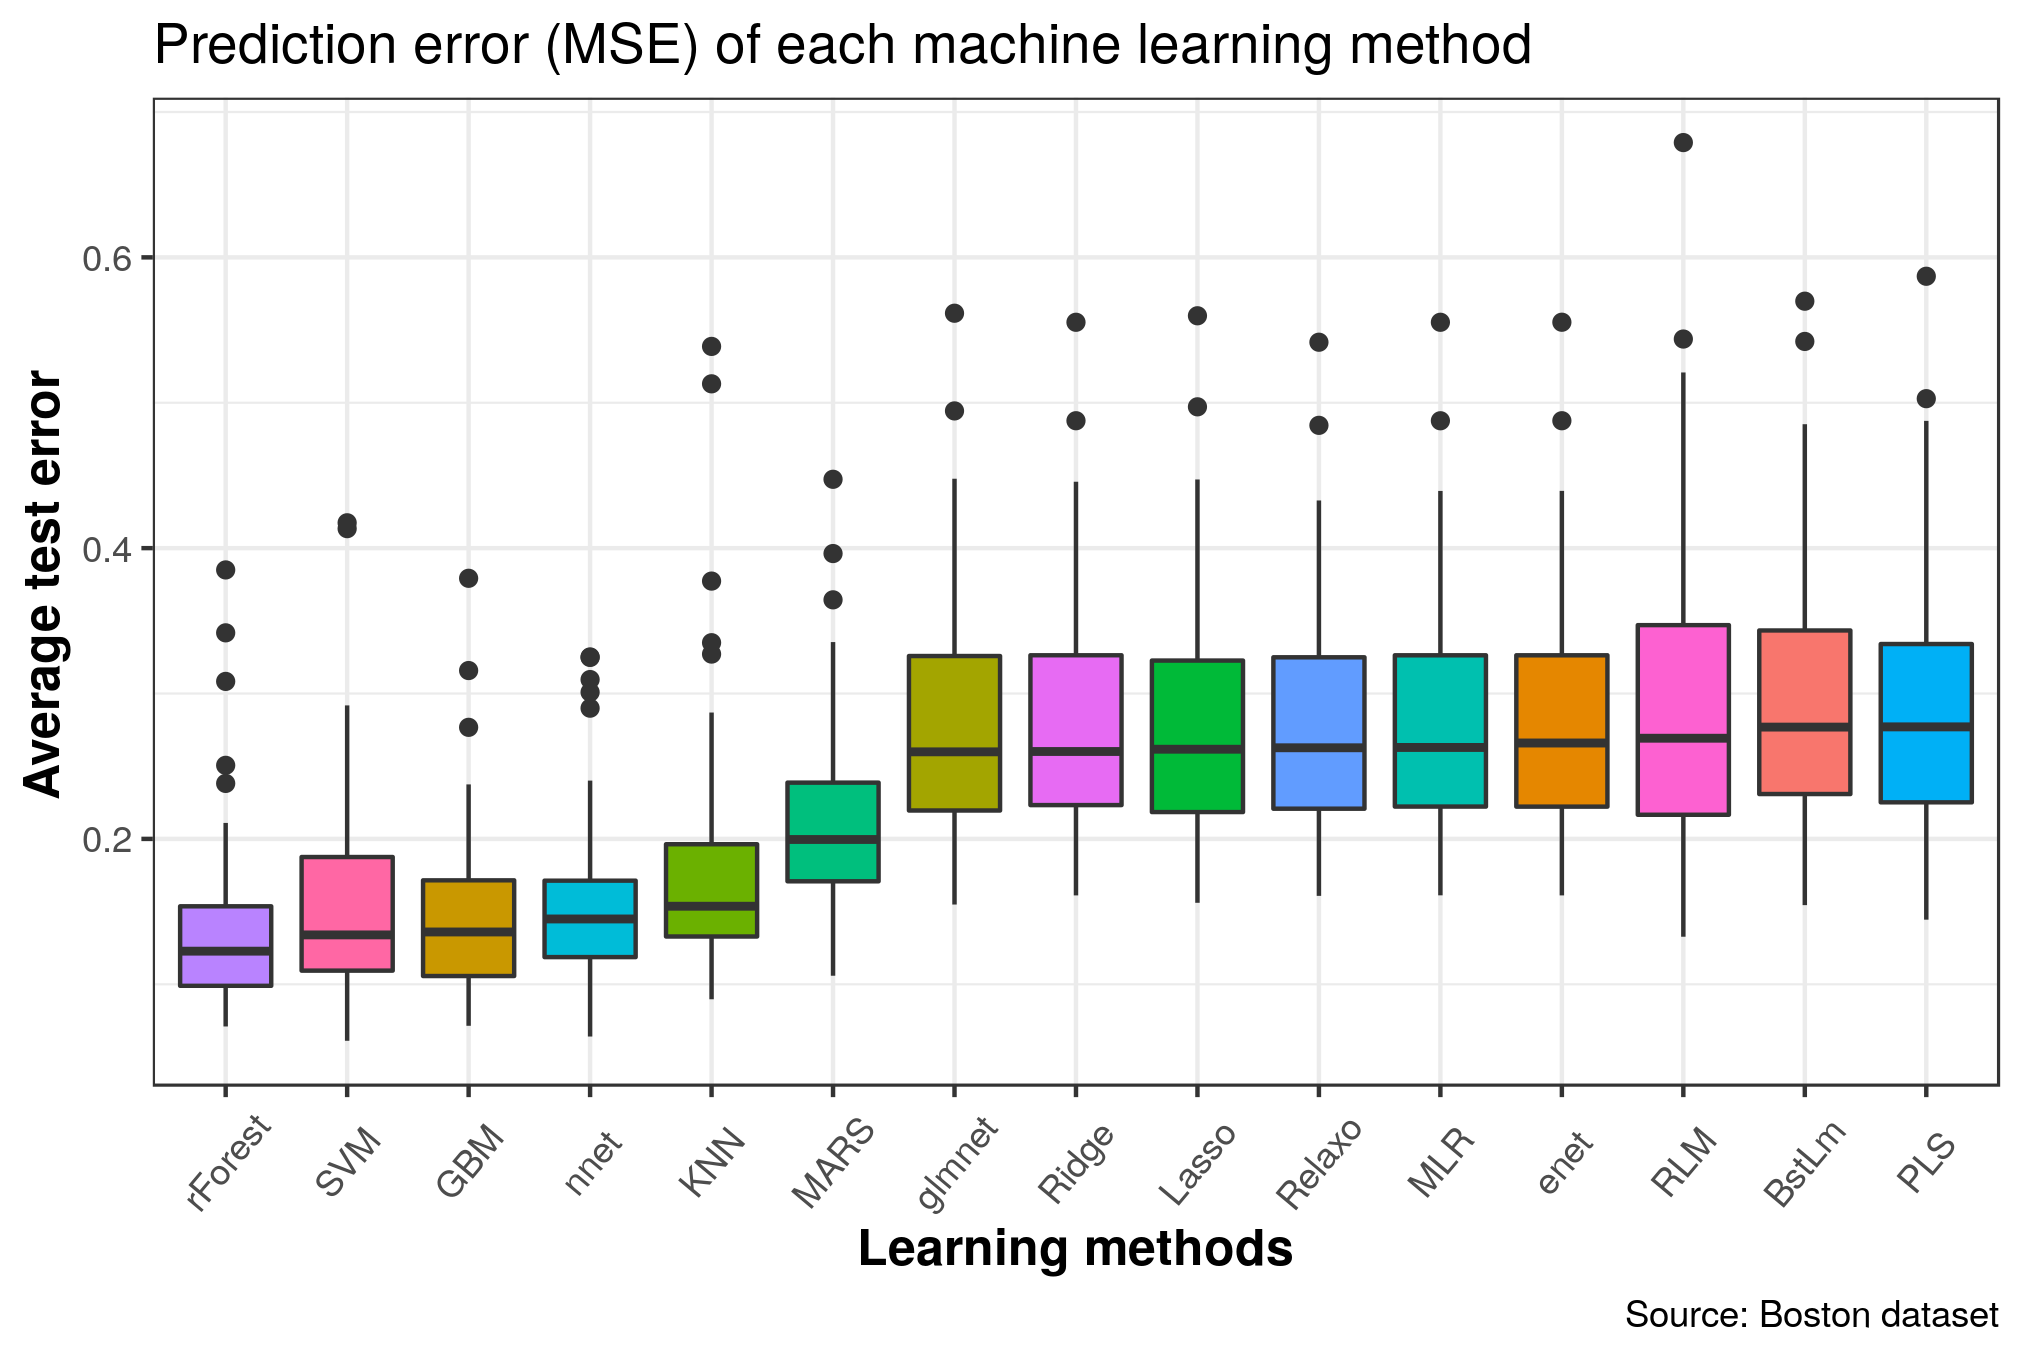 Prediction error (MSE) of each machine learning method
Average test error
0.6
0.4
0.2
rForest
SVM
GBM
nnet
KNN
MARS
glmnet
Ridge
Lasso
Relaxo
MLR
enet
RLM
BstLm
PLS
Learning methods
Source: Boston dataset